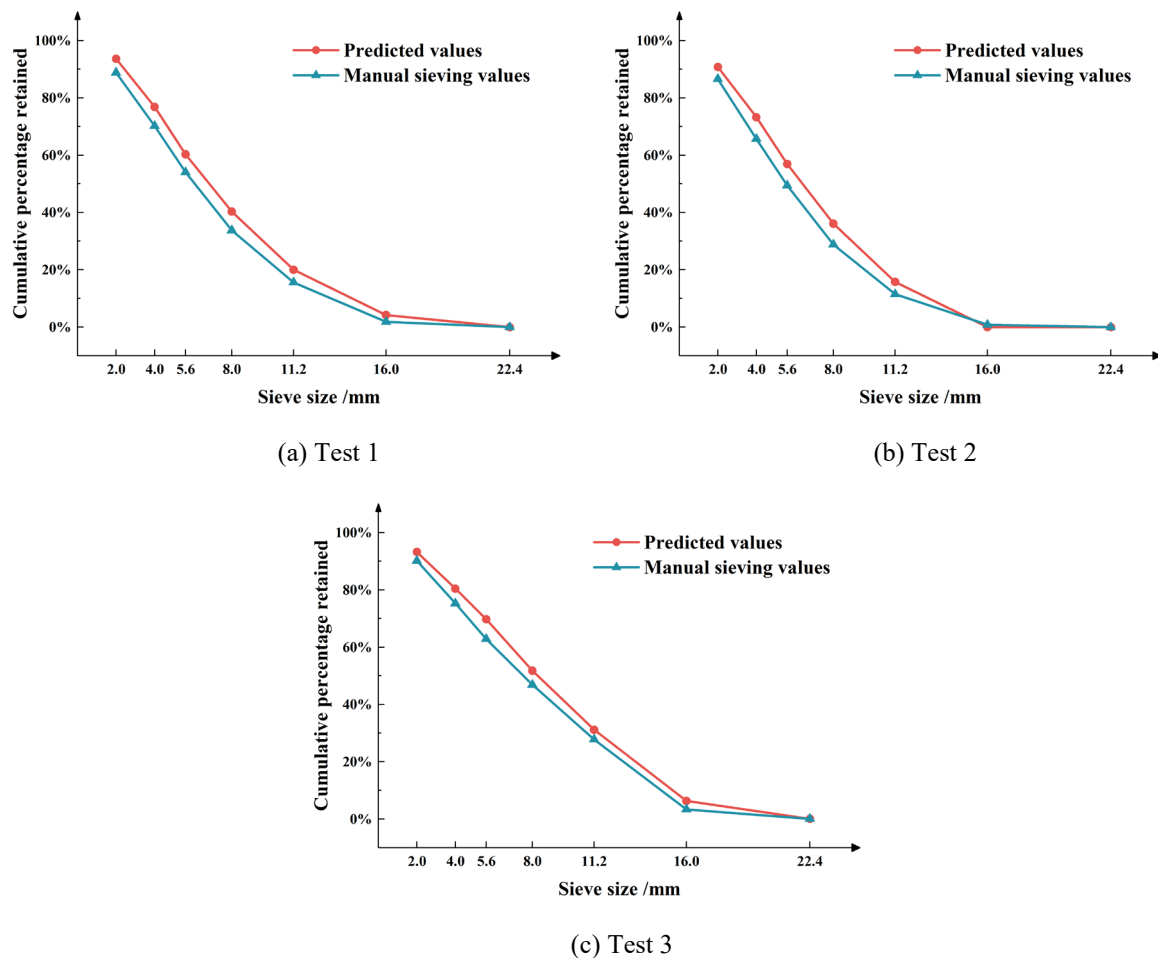 Cumulative percentage retained
100%
80%
60%
40%
20%
0%
Predicted values
Manual sieving values
2.0 4.0 5.6 8.0 11.2 16.0 22.4
Sieve size /mm
(a) Test 1
Cumulative percentage retained
100%
80%
60%
40%
20%
0%
Predicted values
Manual sieving values
2.0 4.0 5.6 8.0 11.2 16.0 22.4
Sieve size /mm
(b) Test 2
Cumulative percentage retained
100%
80%
60%
40%
20%
0%
Predicted values
Manual sieving values
2.0 4.0 5.6 8.0 11.2 16.0 22.4
Sieve size /mm
(c) Test 3